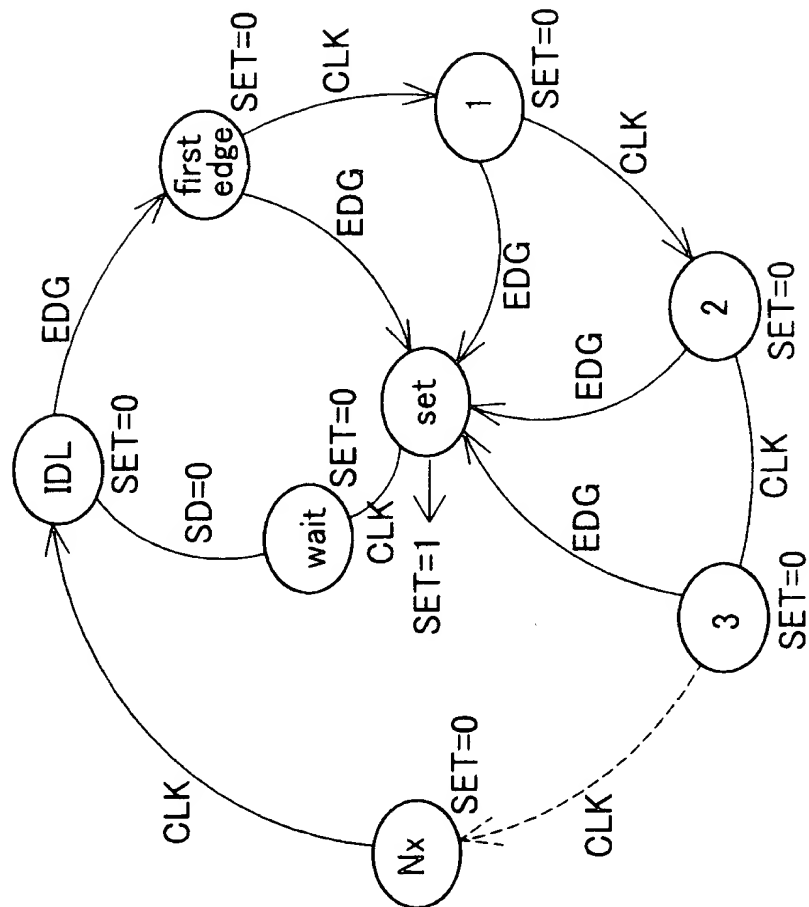 IDL
SET=0
EDG
first
edge
SET=0
CLK
1
SET=0
CLK
2
SET=0
CLK
3
SET=0
CLK
Nx
SET=0
CLK
EDG
EDG
EDG
EDG
set
SET=1
CLK
wait
SET=0
SD=0